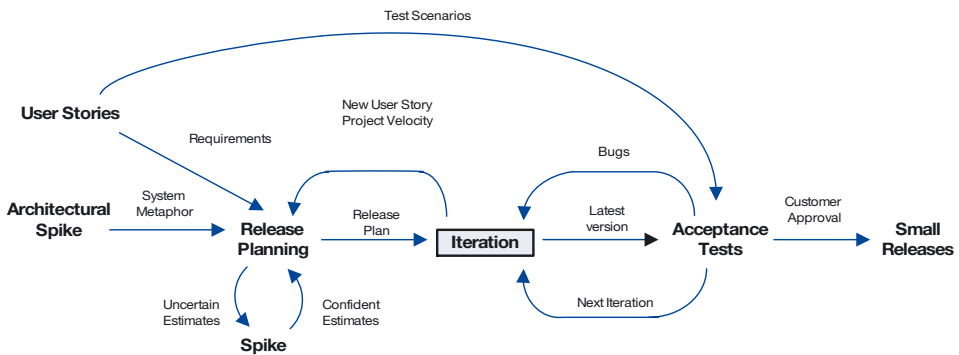 Test Scenarios
User Stories
New User Story
Project Velocity
Requirements
Bugs
Architectural
Spike
System
Metaphor
Release
Planning
Release
Plan
Iteration
Latest
version
Acceptance
Tests
Customer
Approval
Small
Releases
Uncertain
Estimates
Confident
Estimates
Next Iteration
Spike